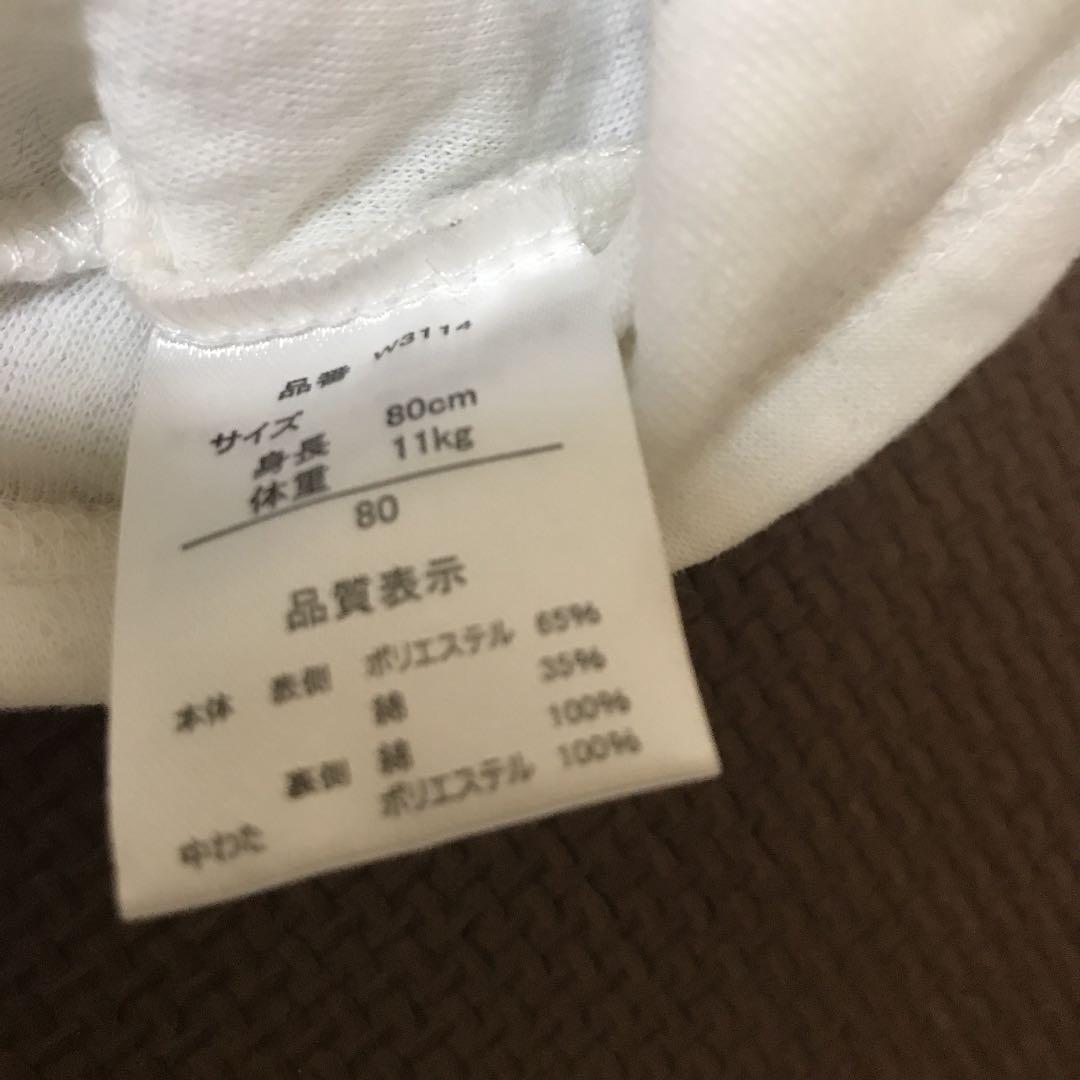 品番 W3114
サイズ
身長 80cm
体重 11kg
80
品質表示
本体 表側 ポリエステル 65%
綿 35%
裏側 綿 100%
中わた ポリエステル 100%